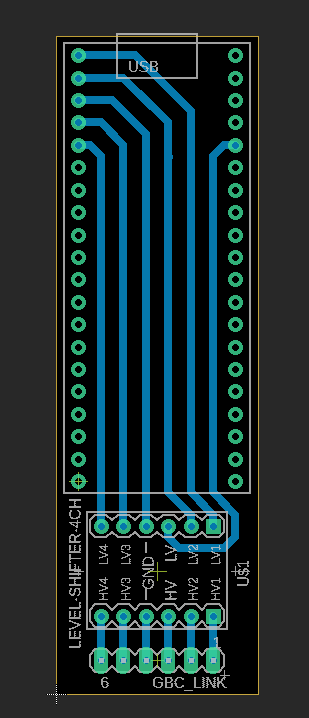 USB
LEVEL-SHIFTER-4CH
LV4
LV3
GND
LV
LV2
LV1
HV4
HV3
HV
HV2
HV1
U$1
1
6
GBC_LINK